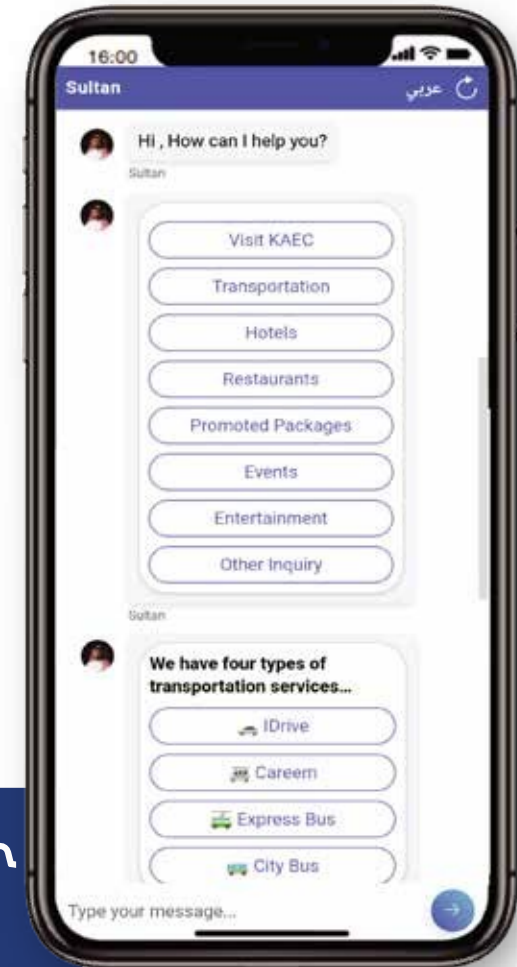 16:00
Sultan
عربي
Hi , How can I help you?
Sultan
Visit KAEC
Transportation
Hotels
Restaurants
Promoted Packages
Events
Entertainment
Other Inquiry
Sultan
We have four types of
transportation services...
IDrive
Careem
Express Bus
City Bus
Type your message...